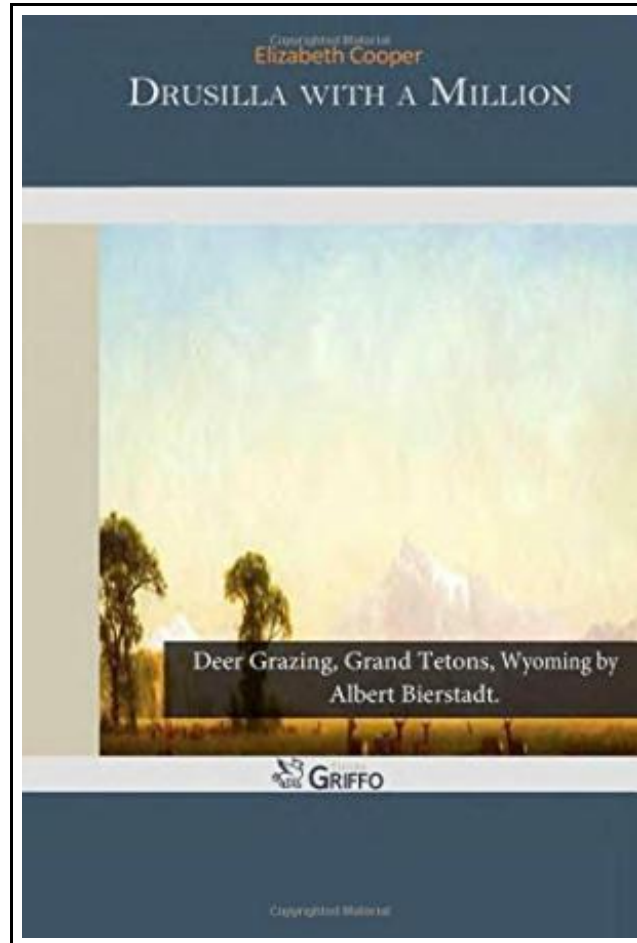 Copyrighted Material
Elizabeth Cooper
DRUSILLA WITH A MILLION
Deer Grazing, Grand Tetons, Wyoming by
Albert Bierstadt.
GRIFFO
Copyrighted Material